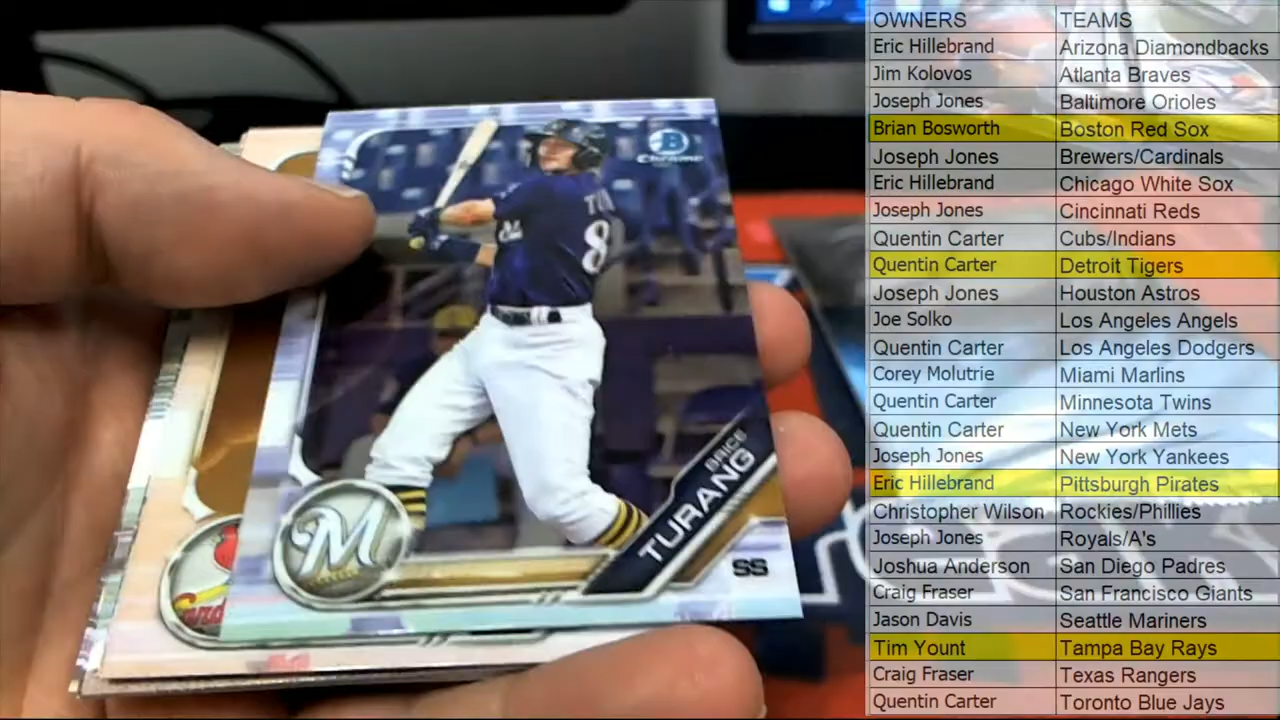 OWNERS TEAMS
Eric Hillebrand Arizona Diamondbacks
Jim Kolovos Atlanta Braves
Joseph Jones Baltimore Orioles
Brian Bosworth Boston Red Sox
Joseph Jones Brewers/Cardinals
Eric Hillebrand Chicago White Sox
Joseph Jones Cincinnati Reds
Quentin Carter Cubs/Indians
Quentin Carter Detroit Tigers
Joseph Jones Houston Astros
Joe Solko Los Angeles Angels
Quentin Carter Los Angeles Dodgers
Corey Molutrie Miami Marlins
Quentin Carter Minnesota Twins
Quentin Carter New York Mets
Joseph Jones New York Yankees
Eric Hillebrand Pittsburgh Pirates
Christopher Wilson Rockies/Phillies
Joseph Jones Royals/A's
Joshua Anderson San Diego Padres
Craig Fraser San Francisco Giants
Jason Davis Seattle Mariners
Tim Yount Tampa Bay Rays
Craig Fraser Texas Rangers
Quentin Carter Toronto Blue Jays
B
Chrome
8
BRICE
TURANG
SS
M